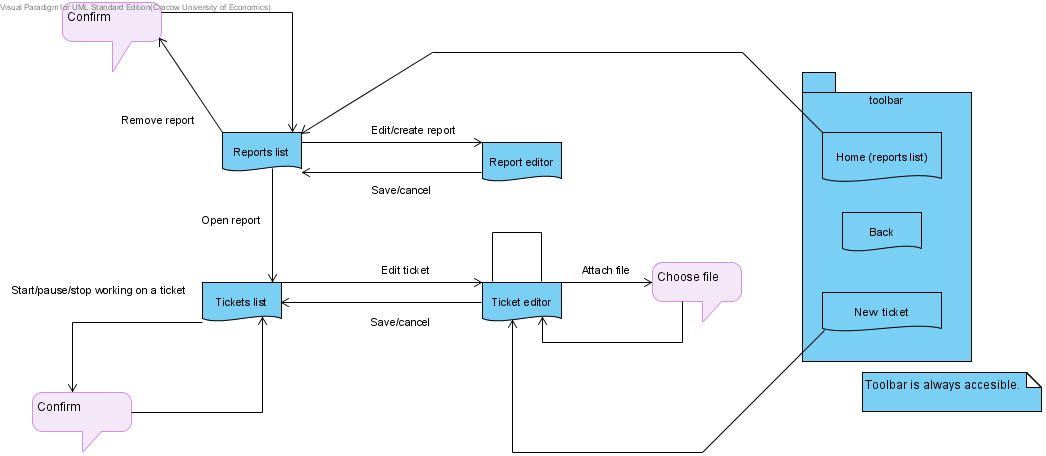 Visual Paradigm for UML Standard Edition(Cracow University of Economics)
Confirm
toolbar
Remove report
Edit/create report
Reports list
Report editor
Home (reports list)
Save/cancel
Open report
Back
Edit ticket
Attach file
Choose file
Start/pause/stop working on a ticket
Tickets list
Ticket editor
New ticket
Save/cancel
Toolbar is always accesible.
Confirm